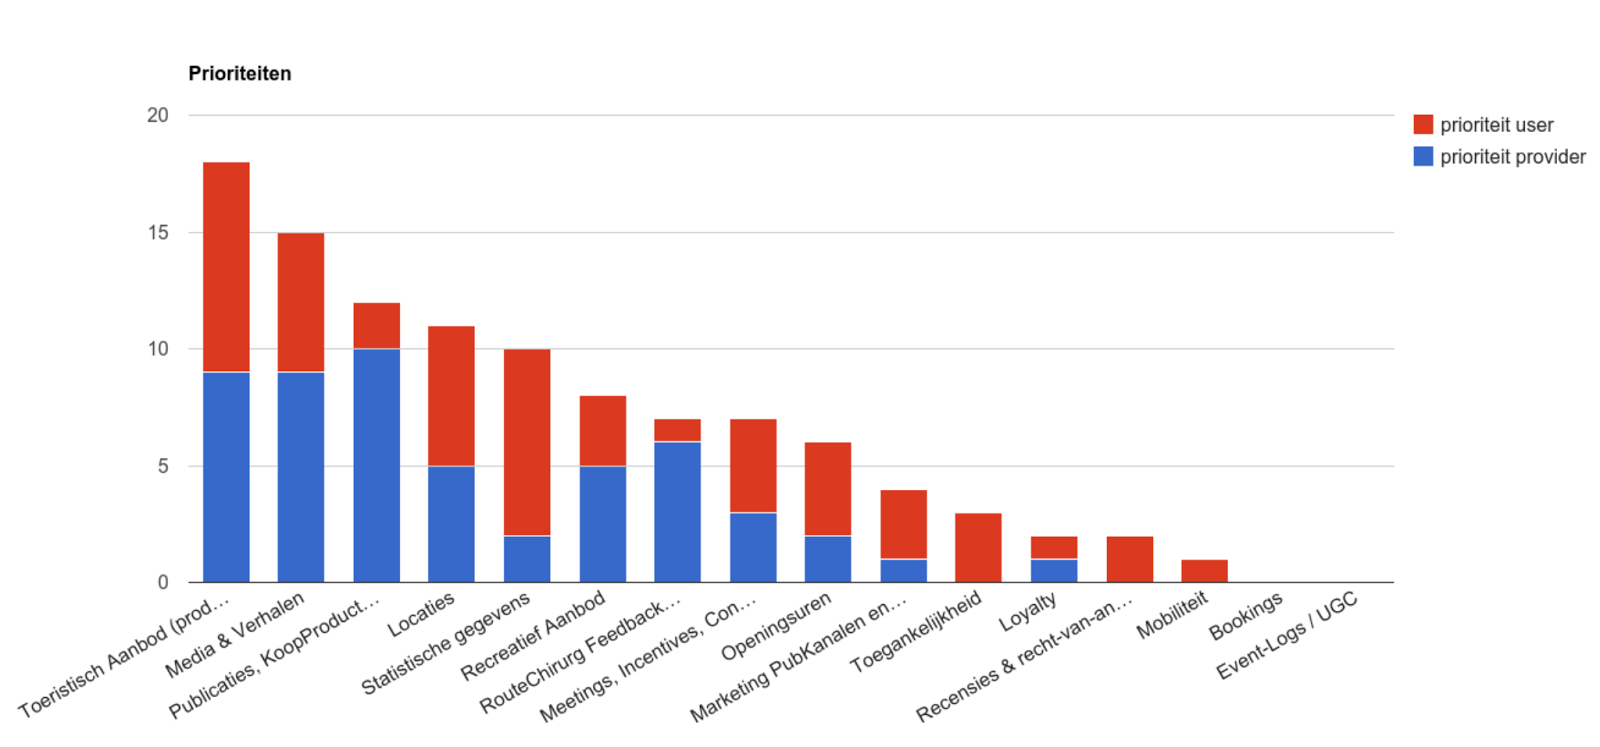 Prioriteiten
20
15
10
5
0
prioriteit user
prioriteit provider
Toeristisch Aanbod (prod…
Media & Verhalen
Publicaties, KoopProduct…
Locaties
Statistische gegevens
Recreatief Aanbod
RouteChirurg Feedback…
Meetings, Incentives, Con…
Openingsuren
Marketing PubKanalen en…
Toegankelijkheid
Loyalty
Recensies & recht-van-an…
Mobiliteit
Bookings
Event-Logs / UGC